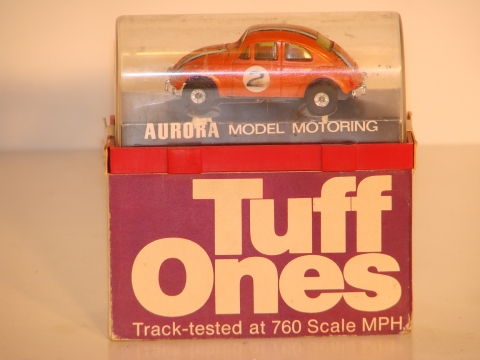 2
AURORA MODEL MOTORING
Tuff
Ones
Track-tested at 760 Scale MPH.